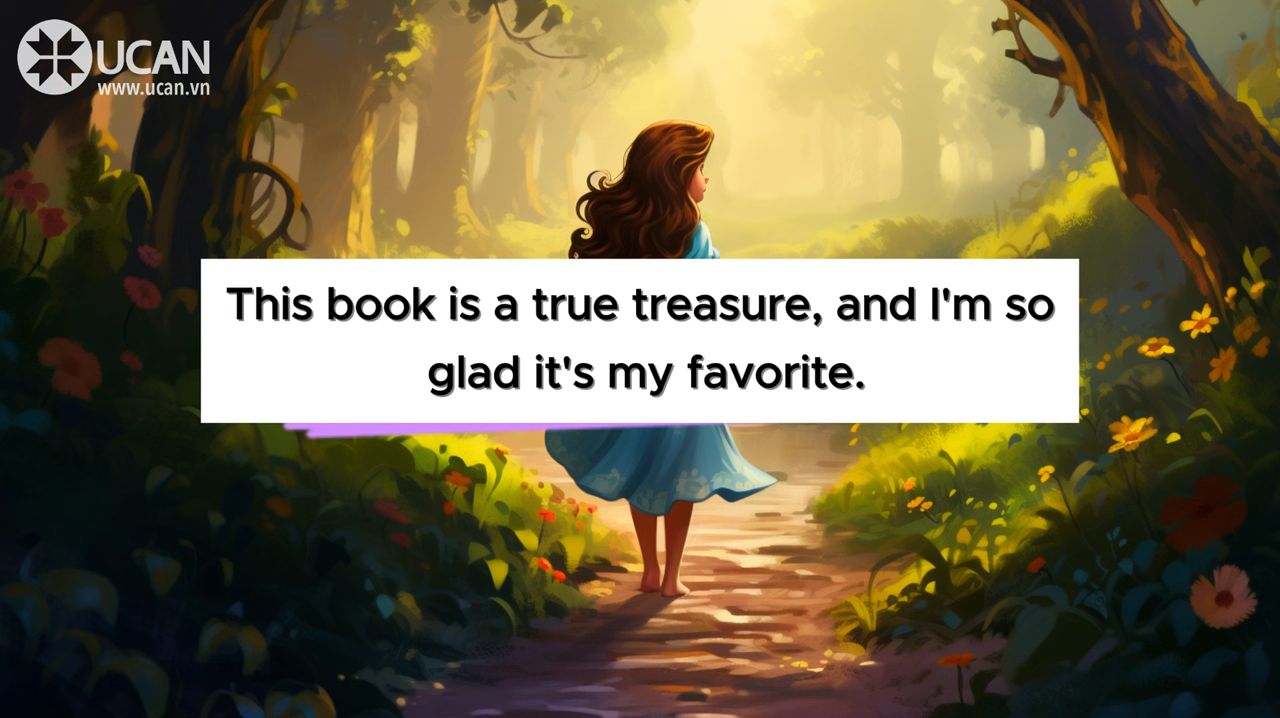 UCAN
www.ucan.vn
This book is a true treasure, and I'm so
glad it's my favorite.